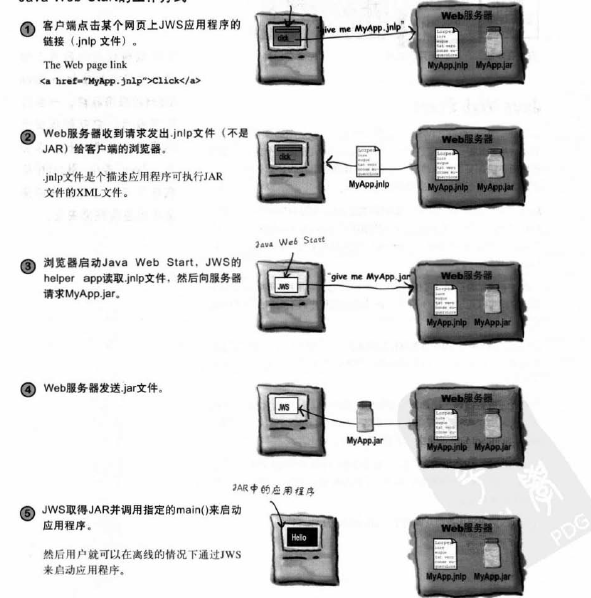 Java Web Start的工作方式
① 客户端点击某个网页上JWS应用程序的
链接（.jnlp 文件）。
The Web page link
<a href="MyApp.jnlp">Click</a>
click
"give me MyApp.jnlp"
Web服务器
MyApp.jnlp MyApp.jar
② Web服务器收到请求发出.jnlp文件（不是
JAR）给客户端的浏览器。
.jnlp文件是个描述应用程序可执行JAR
文件的XML文件。
click
MyApp.jnlp
Web服务器
MyApp.jnlp MyApp.jar
③ 浏览器启动Java Web Start，JWS的
helper app读取.jnlp文件，然后向服务器
请求MyApp.jar。
Java Web Start
JWS
"give me MyApp.jar
Web服务器
MyApp.jnlp MyApp.jar
④ Web服务器发送.jar文件。
JWS
MyApp.jar
Web服务器
MyApp.jnlp MyApp.jar
⑤ JWS取得JAR并调用指定的main()来启动
应用程序。
然后用户就可以在离线的情况下通过JWS
来启动应用程序。
JAR中的应用程序
Hello
Web服务器
MyApp.jnlp MyApp.jar
PDG